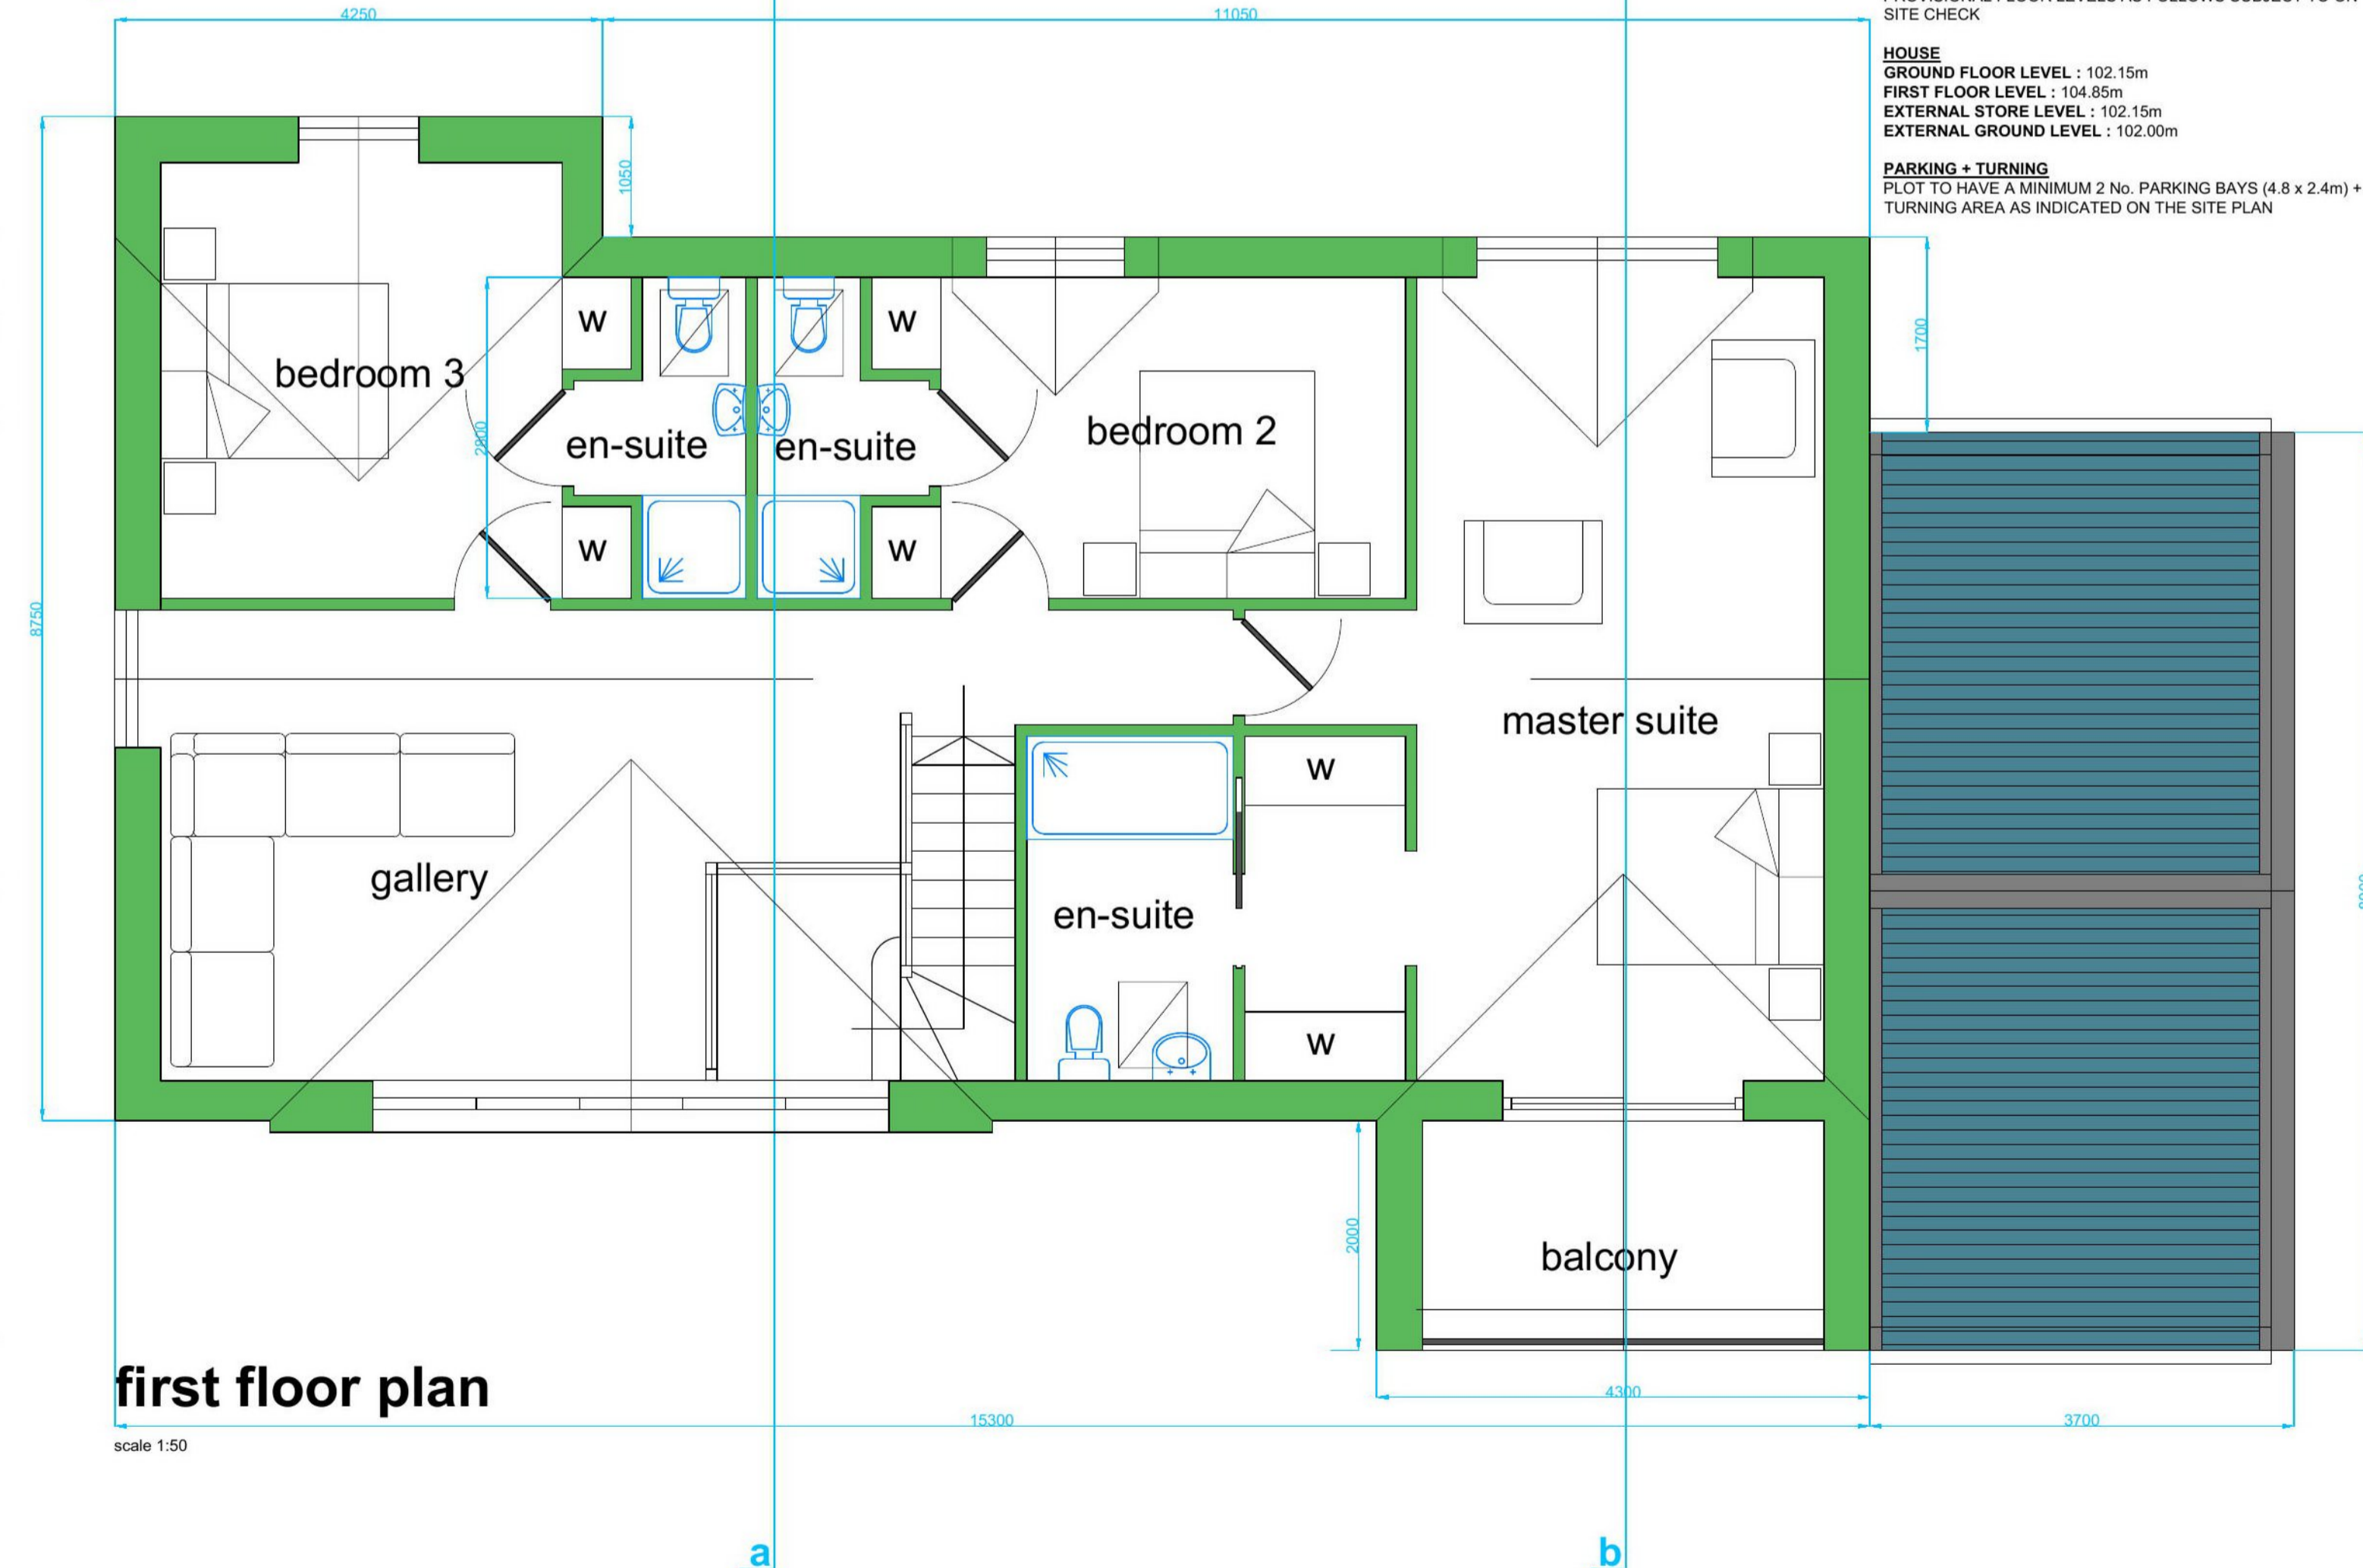 4250
11050
SITE CHECK
HOUSE
GROUND FLOOR LEVEL : 102.15m
FIRST FLOOR LEVEL : 104.85m
EXTERNAL STORE LEVEL : 102.15m
EXTERNAL GROUND LEVEL : 102.00m
PARKING + TURNING
PLOT TO HAVE A MINIMUM 2 No. PARKING BAYS (4.8 x 2.4m) +
TURNING AREA AS INDICATED ON THE SITE PLAN
1050
1700
W
W
bedroom 3
2800
en-suite
en-suite
bedroom 2
W
W
8750
master suite
W
gallery
en-suite
W
2000
balcony
first floor plan
4300
15300
3700
scale 1:50
a
b